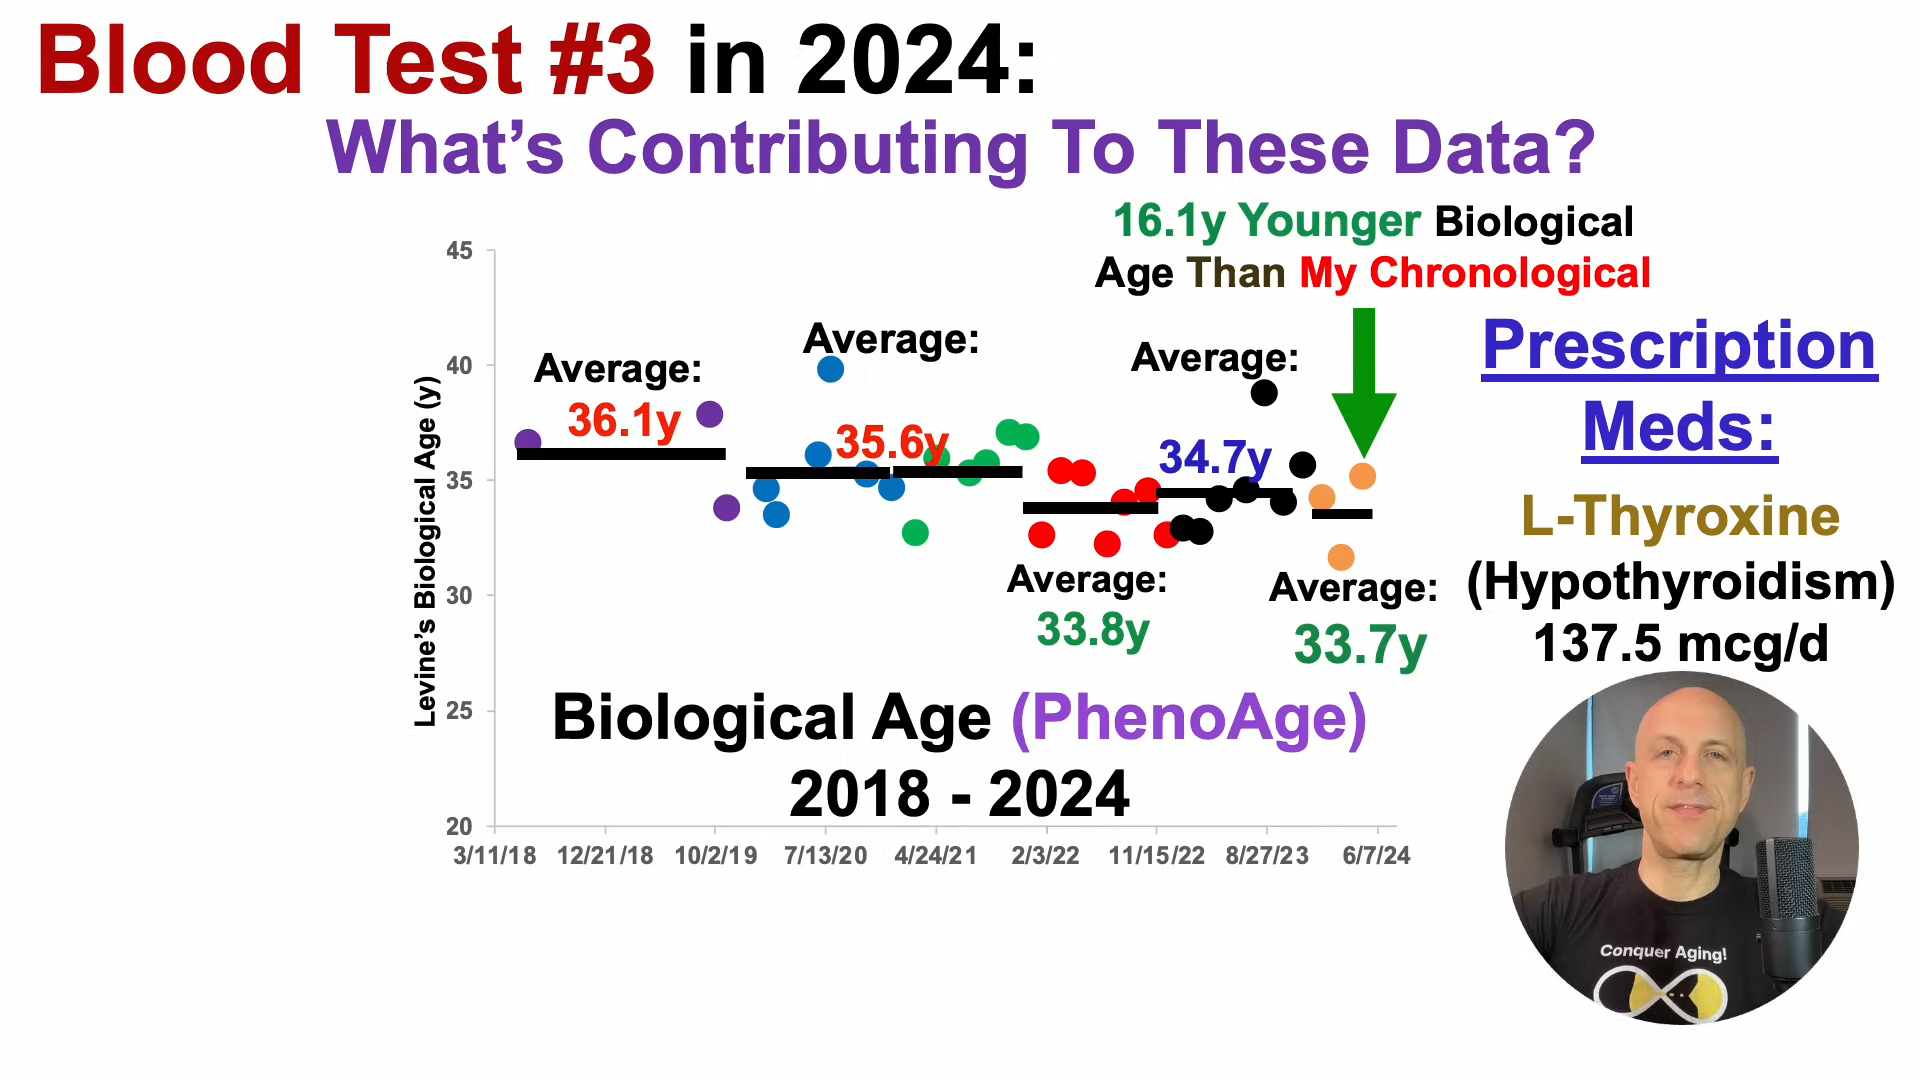 Blood Test #3 in 2024:
What's Contributing To These Data?
16.1y Younger Biological
Age Than My Chronological
Prescription
Meds:
L-Thyroxine
(Hypothyroidism)
137.5 mcg/d
Levine's Biological Age (y)
45
40
35
30
25
20
Average:
36.1y
Average:
35.6y
Average:
33.8y
Average:
34.7y
Average:
33.7y
Biological Age (PhenoAge)
2018 - 2024
3/11/18 12/21/18 10/2/19 7/13/20 4/24/21 2/3/22 11/15/22 8/27/23 6/7/24
Conquer Aging!